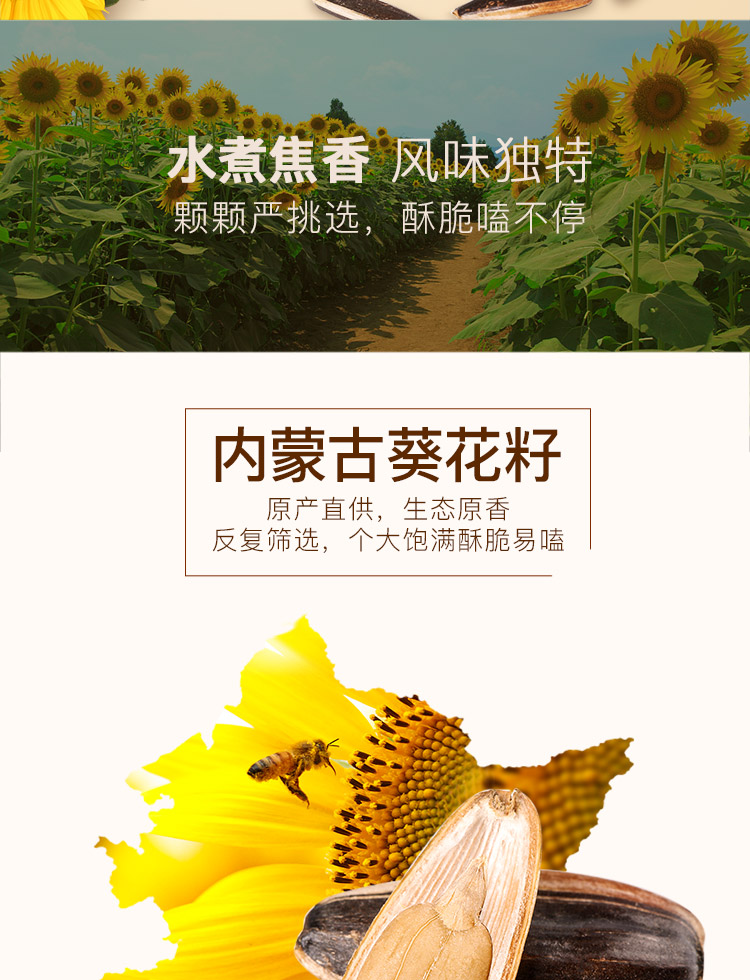 水煮焦香 风味独特
颗颗严挑选，酥脆嗑不停
内蒙古葵花籽
原产直供，生态原香
反复筛选，个大饱满酥脆易嗑